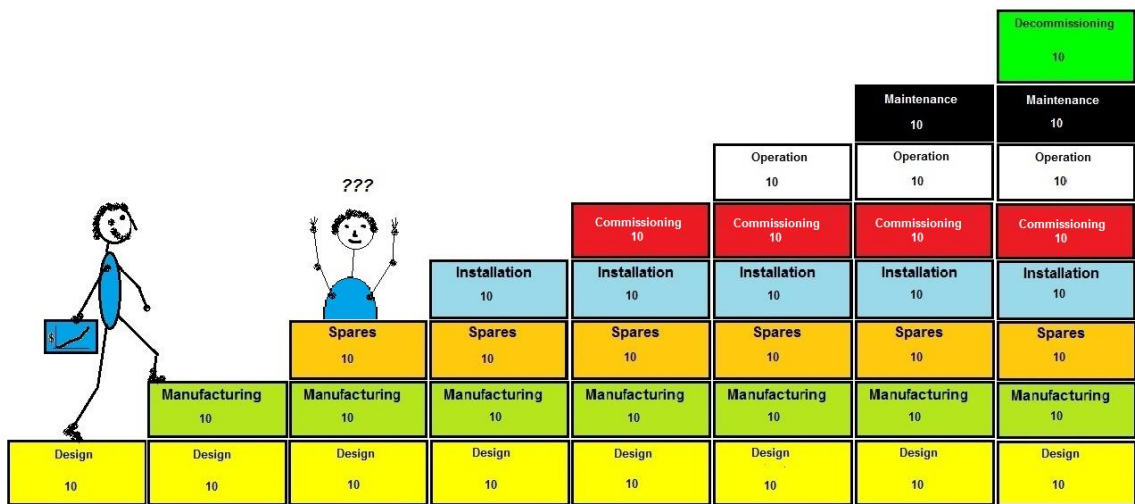 Decommissioning
10
Maintenance Maintenance
10 10
Operation Operation Operation
10 10 10
???
Commissioning Commissioning Commissioning Commissioning
10 10 10 10
Installation Installation Installation Installation Installation
10 10 10 10 10
$
Spares Spares Spares Spares Spares Spares
10 10 10 10 10 10
Manufacturing Manufacturing Manufacturing Manufacturing Manufacturing Manufacturing Manufacturing
10 10 10 10 10 10 10
Design Design Design Design Design Design Design Design
10 10 10 10 10 10 10 10